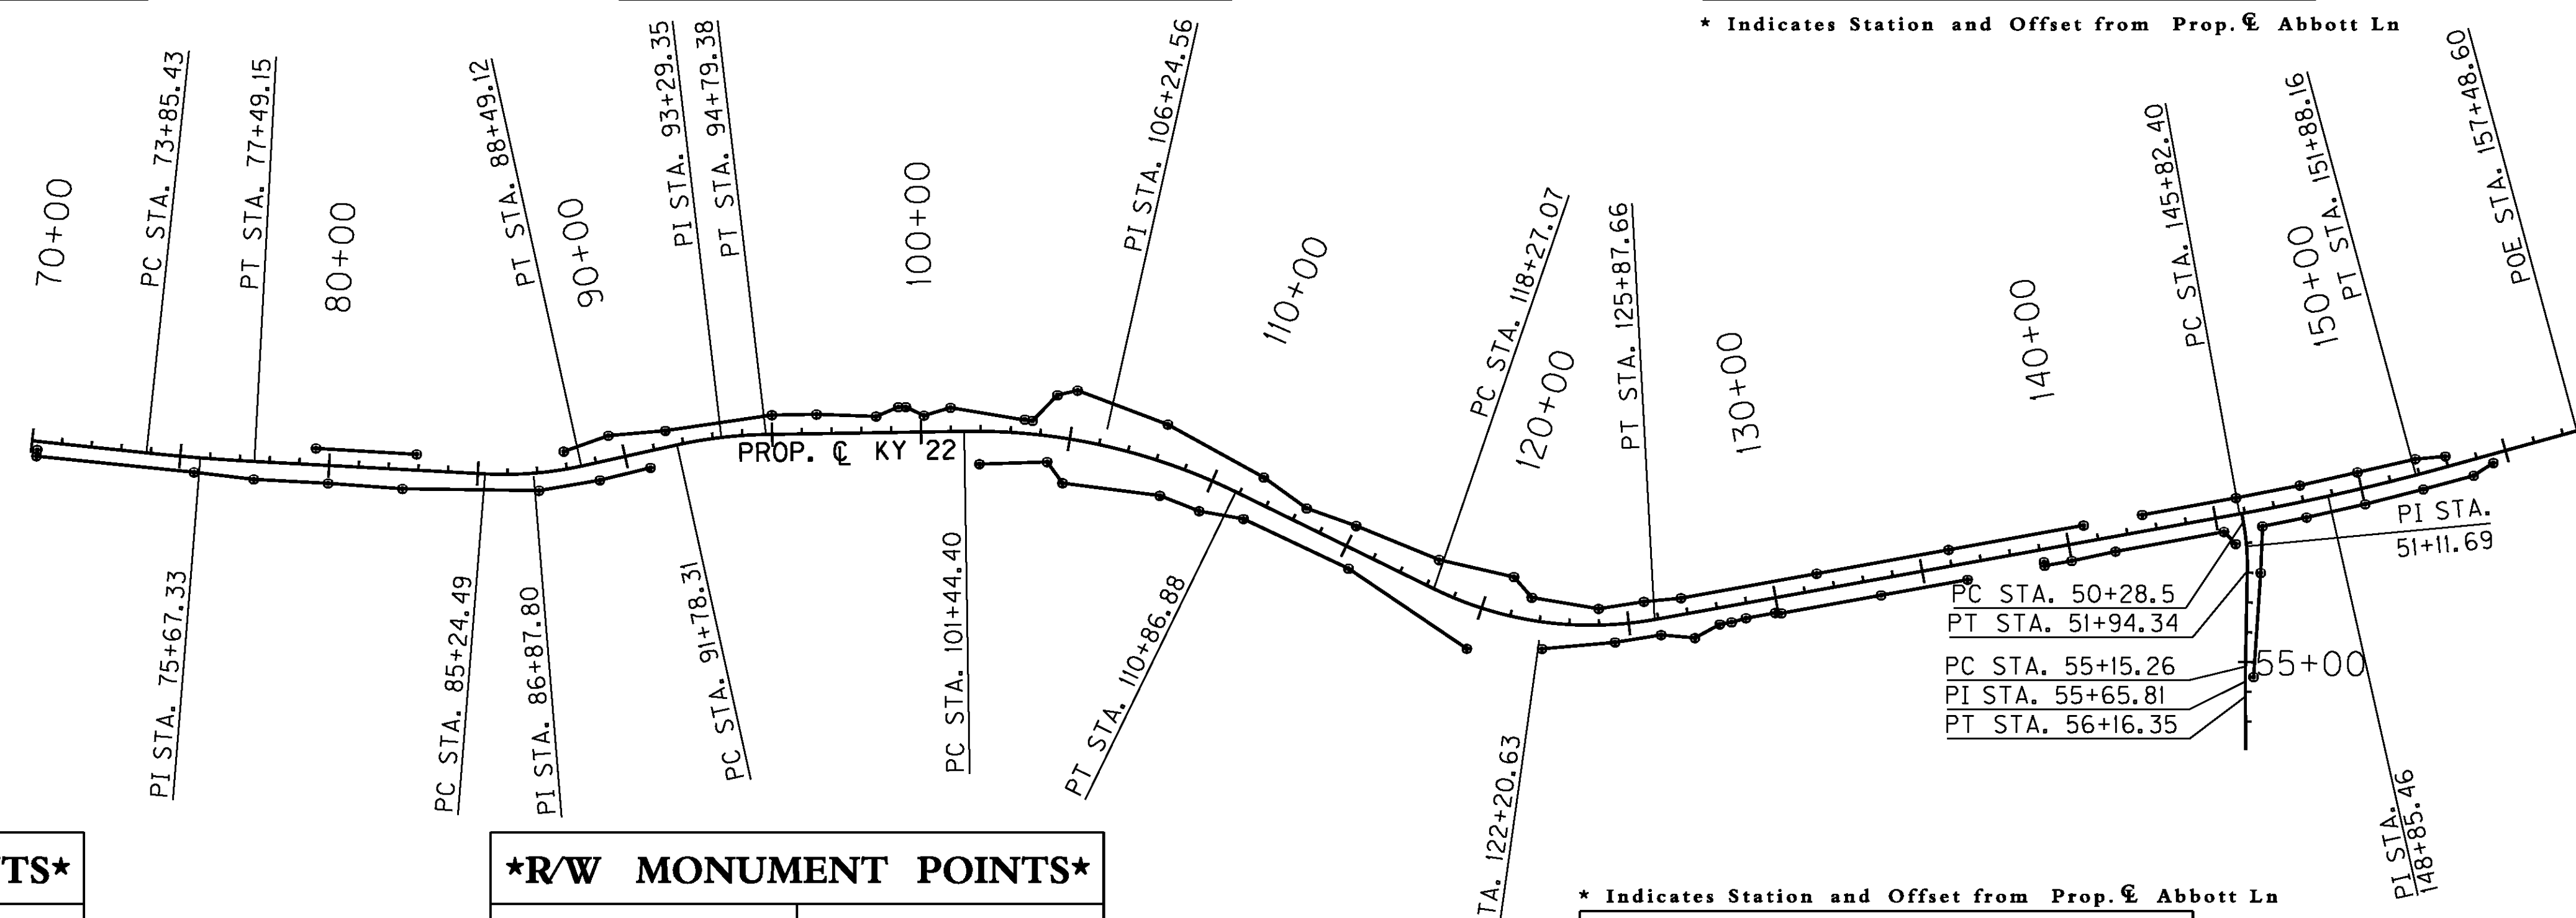 * Indicates Station and Offset from Prop. ℄ Abbott Ln
PC STA. 73+85.43
PT STA. 77+49.15
PT STA. 88+49.12
PI STA. 93+29.35
PT STA. 94+79.38
PI STA. 106+24.56
PC STA. 118+27.07
PT STA. 125+87.66
PC STA. 145+82.40
PT STA. 151+88.16
POE STA. 157+48.60
70+00
80+00
90+00
100+00
110+00
120+00
130+00
140+00
150+00
PROP. ℄ KY 22
PI STA. 75+67.33
PC STA. 85+24.49
PI STA. 86+87.80
PC STA. 91+78.31
PC STA. 101+44.40
PT STA. 110+86.88
TA. 122+20.63
PI STA.
51+11.69
PC STA. 50+28.5
PT STA. 51+94.34
PC STA. 55+15.26
PI STA. 55+65.81
PT STA. 56+16.35
55+00
PI STA.
148+85.46
TS*
*R/W MONUMENT POINTS*
* Indicates Station and Offset from Prop. ℄ Abbott Ln